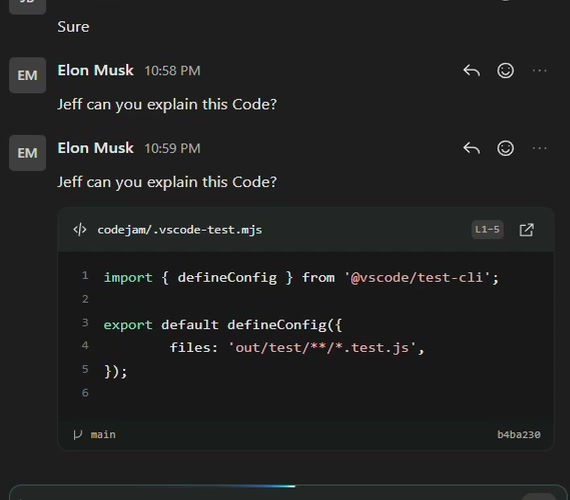 Sure
EM
Elon Musk 10:58 PM
Jeff can you explain this Code?
EM
Elon Musk 10:59 PM
Jeff can you explain this Code?
codejam/.vscode-test.mjs L1–5
1 import { defineConfig } from '@vscode/test-cli';
2
3 export default defineConfig({
4 files: 'out/test/**/*.test.js',
5 });
6
main b4ba230